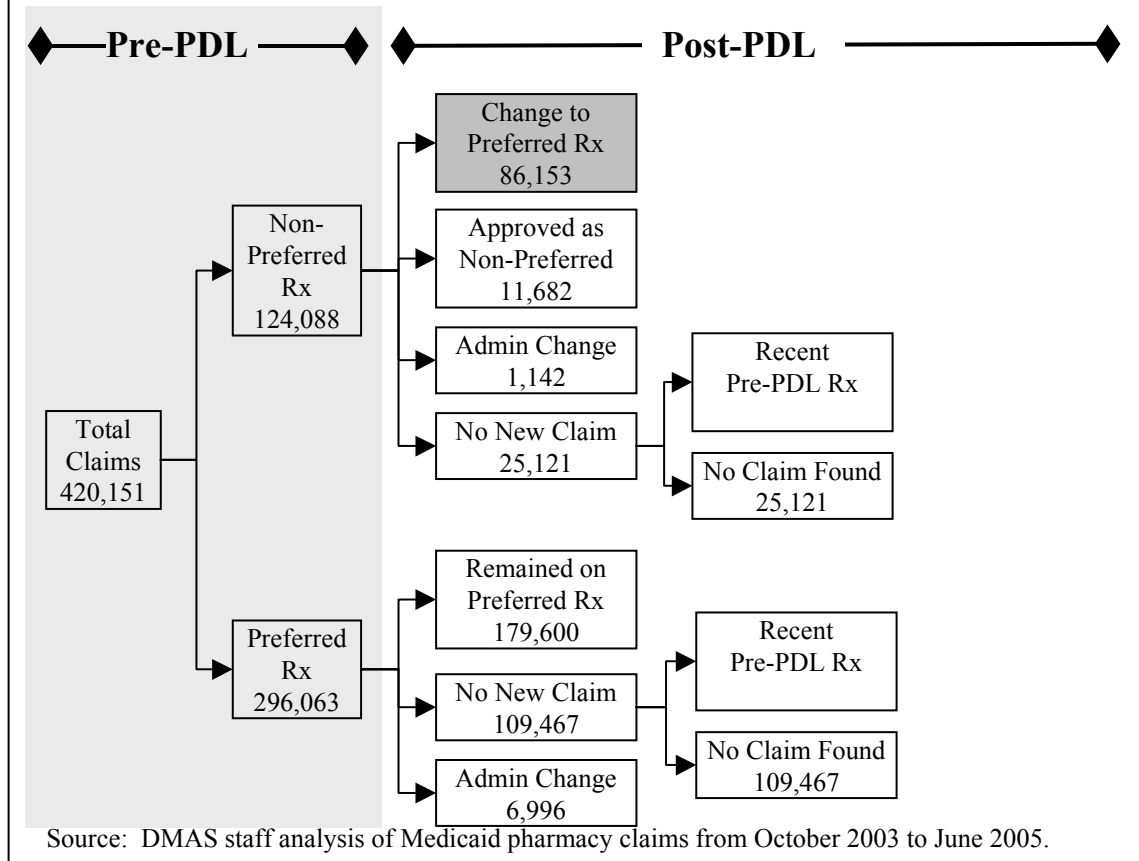 Pre-PDL
Post-PDL
Change to
Preferred Rx
86,153
Non-
Preferred
Rx
124,088
Approved as
Non-Preferred
11,682
Admin Change
1,142
Recent
Pre-PDL Rx
No New Claim
25,121
No Claim Found
25,121
Total
Claims
420,151
Remained on
Preferred Rx
179,600
Preferred
Rx
296,063
No New Claim
109,467
Recent
Pre-PDL Rx
No Claim Found
109,467
Admin Change
6,996
Source: DMAS staff analysis of Medicaid pharmacy claims from October 2003 to June 2005.